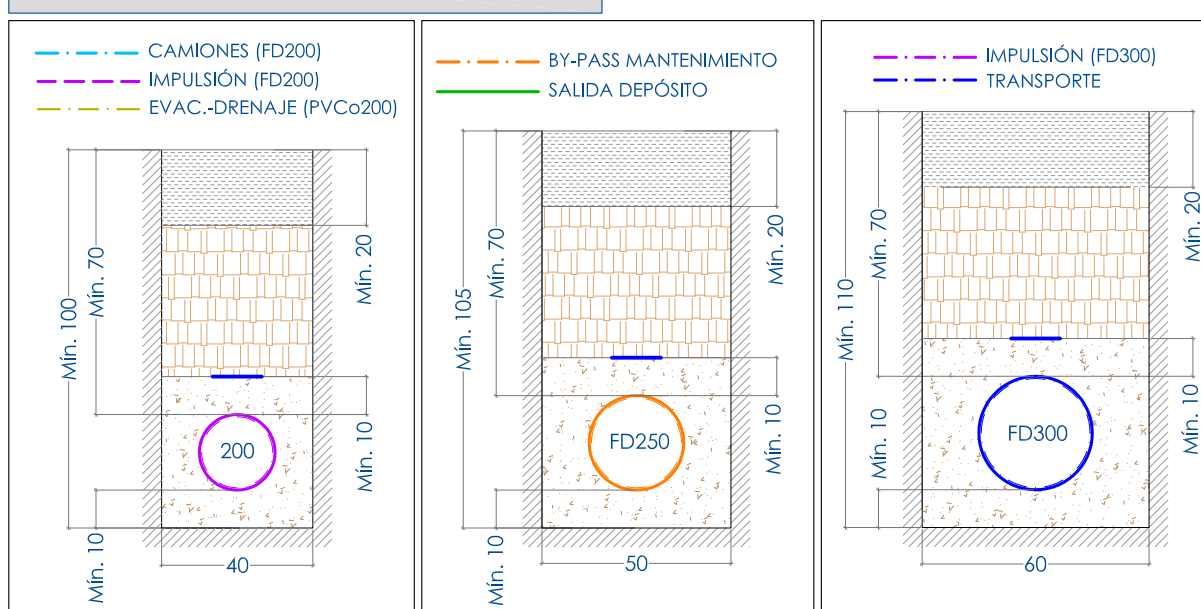 CAMIONES (FD200)
IMPULSIÓN (FD200)
EVAC.-DRENAJE (PVCo200)
Mín. 100
Mín. 70
Mín. 20
Mín. 10
Mín. 10
200
40
BY-PASS MANTENIMIENTO
SALIDA DEPÓSITO
Mín. 105
Mín. 70
Mín. 20
Mín. 10
Mín. 10
FD250
50
IMPULSIÓN (FD300)
TRANSPORTE
Mín. 110
Mín. 70
Mín. 20
Mín. 10
Mín. 10
FD300
60